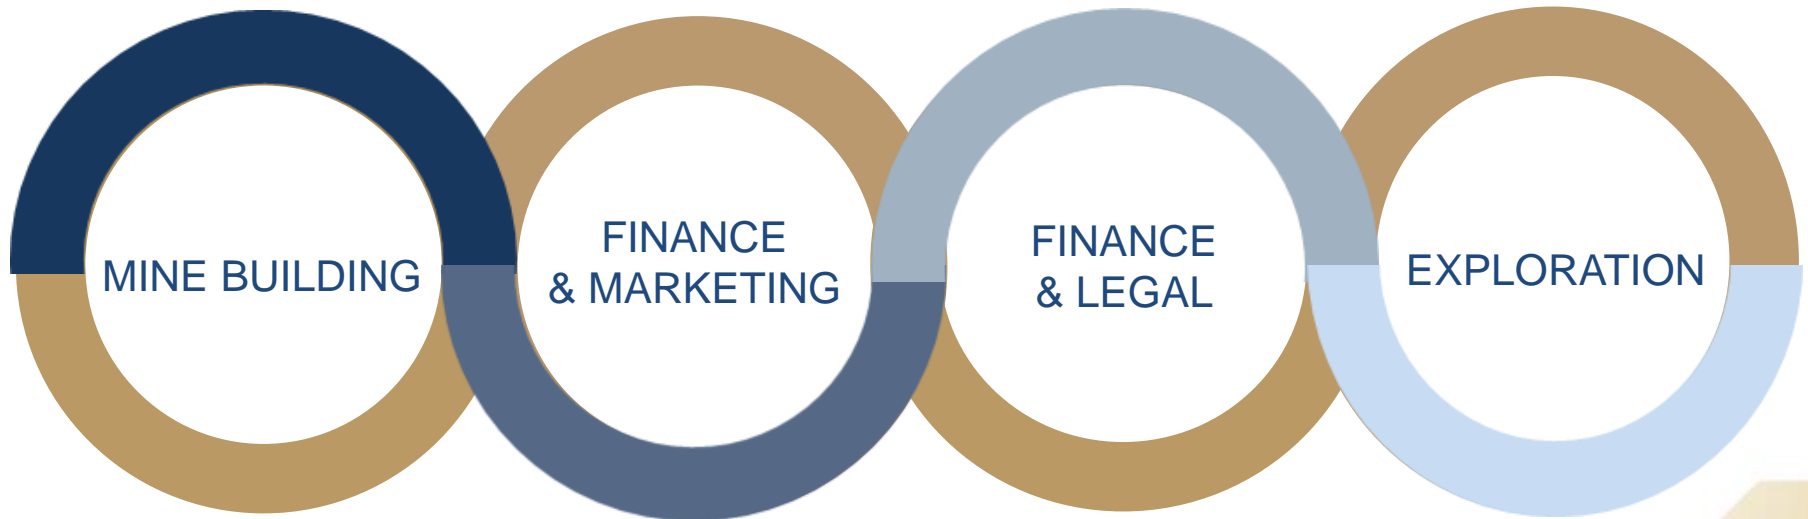 MINE BUILDING
FINANCE
& MARKETING
FINANCE
& LEGAL
EXPLORATION